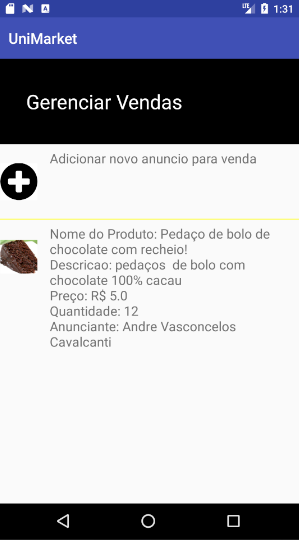 LTE 1:31
UniMarket
Gerenciar Vendas
Adicionar novo anuncio para venda
Nome do Produto: Pedaço de bolo de
chocolate com recheio!
Descricao: pedaços  de bolo com
chocolate 100% cacau
Preço: R$ 5.0
Quantidade: 12
Anunciante: Andre Vasconcelos
Cavalcanti